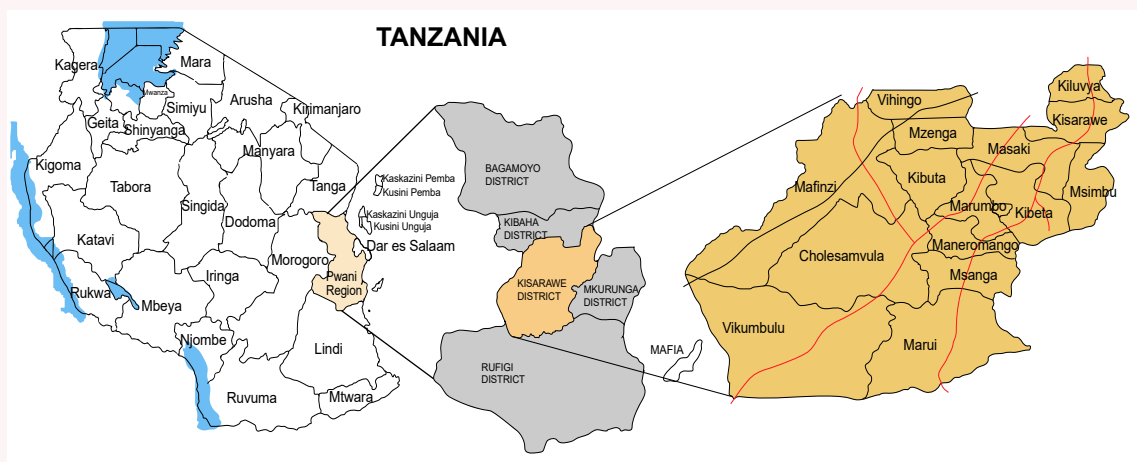 TANZANIA
Kagera
Mara
Mwanza
Simiyu
Arusha
Kirimanjaro
Geita
Shinyanga
Kigoma
Manyara
Tabora
Tanga
Kaskazini Pemba
Kusini Pemba
Singida
Dodoma
Kaskazini Unguja
Kusini Unguja
Katavi
Dar es Salaam
Morogoro
Iringa
Pwani
Region
Rukwa
Mbeya
Njombe
Lindi
Ruvuma
Mtwara
BAGAMOYO
DISTRICT
KIBAHA
DISTRICT
KISARAWE
DISTRICT
MKURUNGA
DISTRICT
MAFIA
RUFIGI
DISTRICT
Kiluvya
Vihingo
Kisarawe
Mzenga
Masaki
Mafinzi
Kibuta
Msimbu
Marumbo
Kibeta
Maneromango
Cholesamvula
Msanga
Vikumbulu
Marui